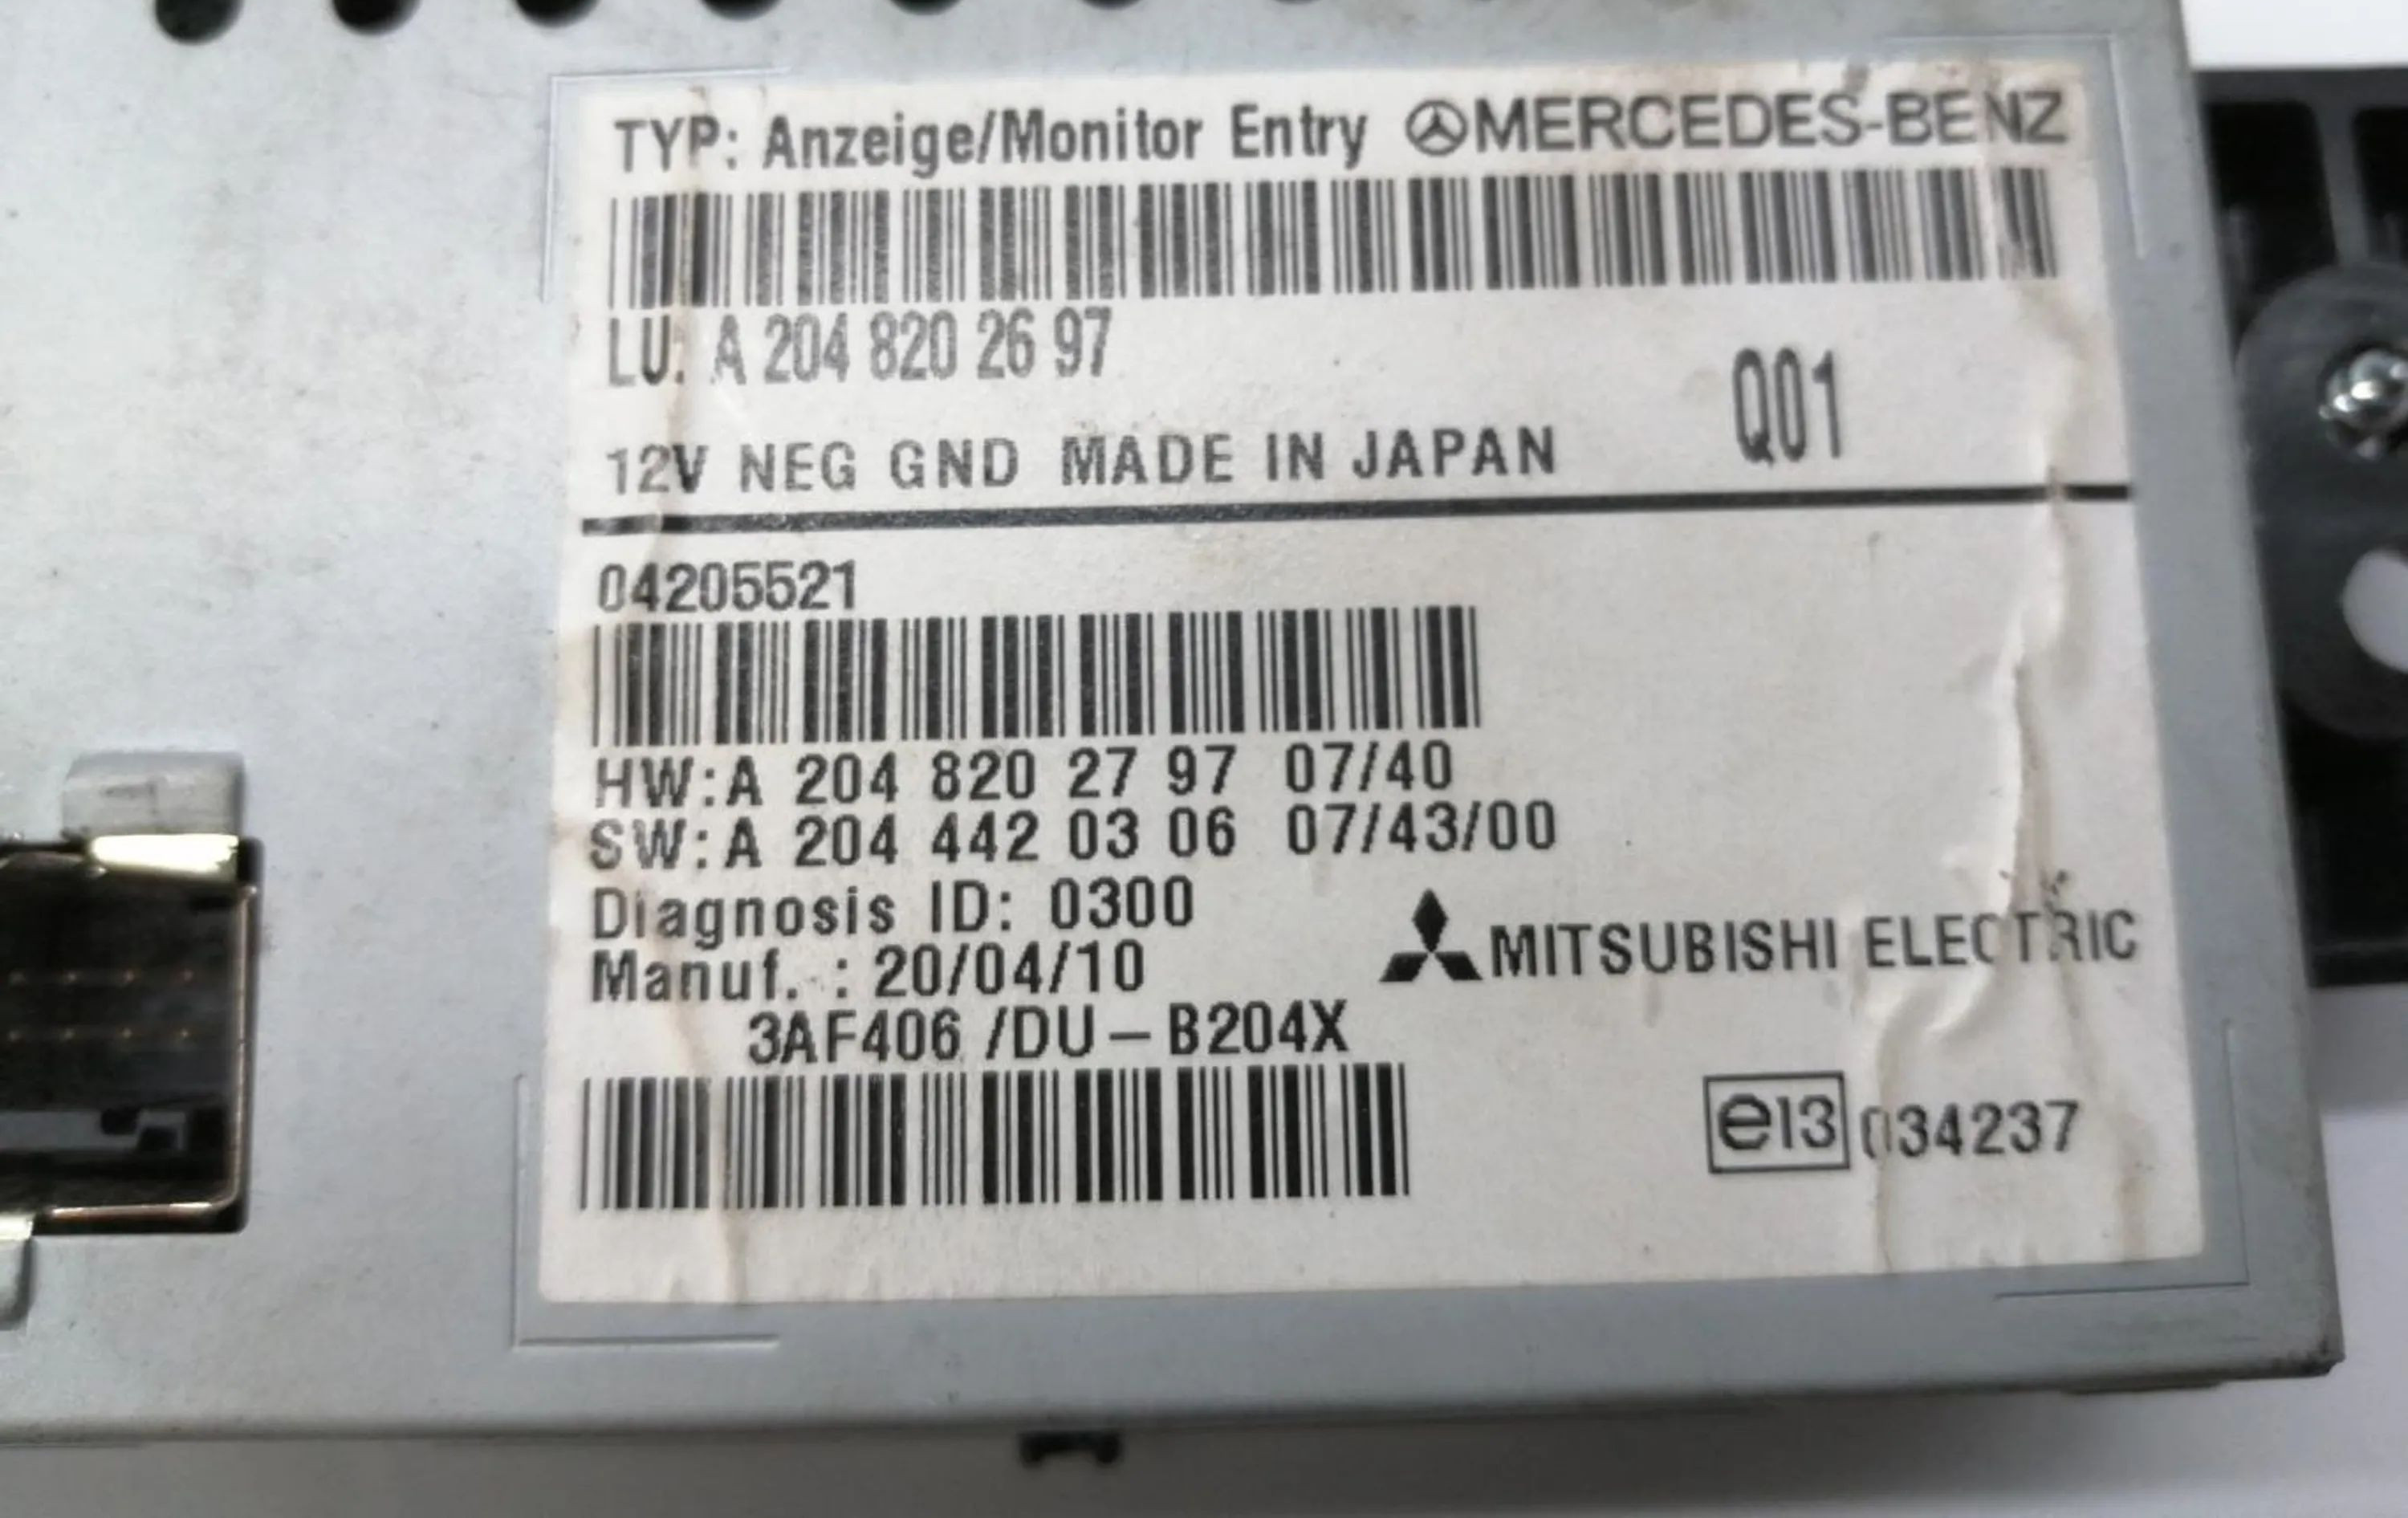 TYP: Anzeige/Monitor Entry MERCEDES-BENZ
LU: A 204 820 26 97
Q01
12V NEG GND MADE IN JAPAN
04205521
HW:A 204 820 27 97 07/40
SW:A 204 442 03 06 07/43/00
Diagnosis ID: 0300
Manuf. : 20/04/10
MITSUBISHI ELECTRIC
3AF406 /DU-B204X
e13 034237